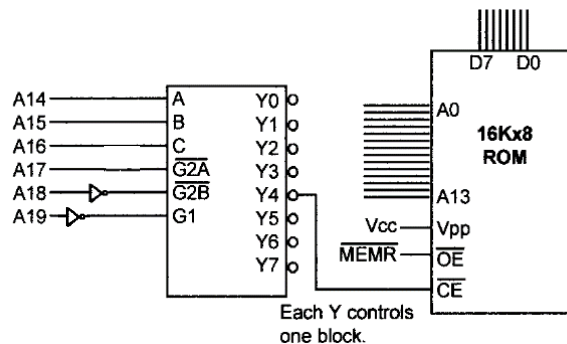 D7 D0
A14 A Y0
A15 B Y1
A16 C Y2
A17 G2A Y3
A18 G2B Y4
A19 G1 Y5
Y6
Y7
A0
16Kx8
ROM
A13
Vcc Vpp
MEMR OE
CE
Each Y controls
one block.